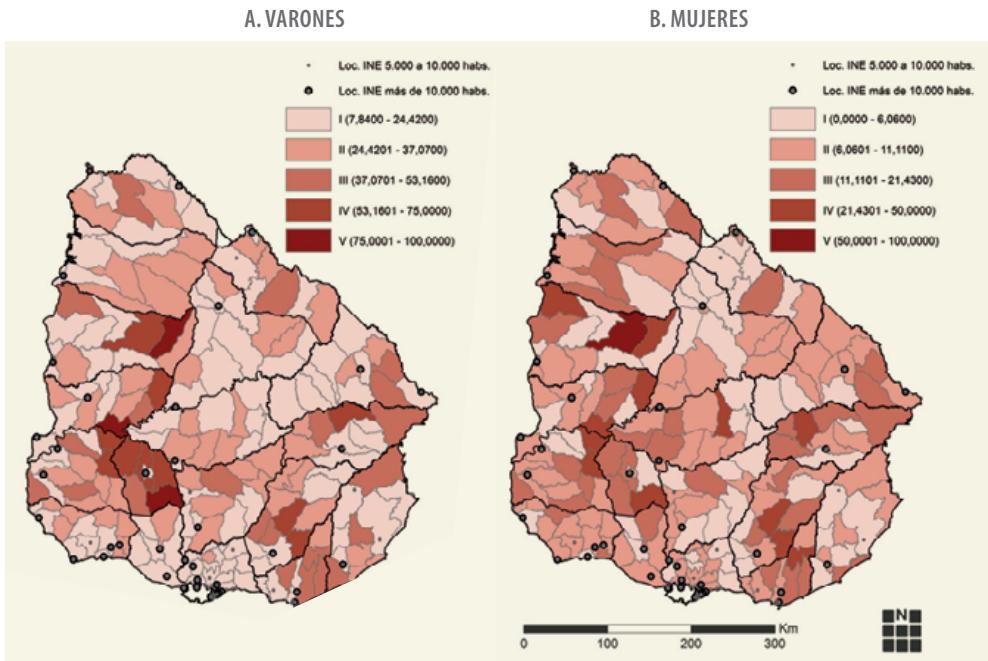 A. VARONES
Loc. INE 5.000 a 10.000 habs.
Loc. INE más de 10.000 habs.
I (7,8400 - 24,4200)
II (24,4201 - 37,0700)
III (37,0701 - 53,1600)
IV (53,1601 - 75,0000)
V (75,0001 - 100,0000)
B. MUJERES
Loc. INE 5.000 a 10.000 habs.
Loc. INE más de 10.000 habs.
I (0,0000 - 6,0600)
II (6,0601 - 11,1100)
III (11,1101 - 21,4300)
IV (21,4301 - 50,0000)
V (50,0001 - 100,0000)
Km
0 100 200 300
N